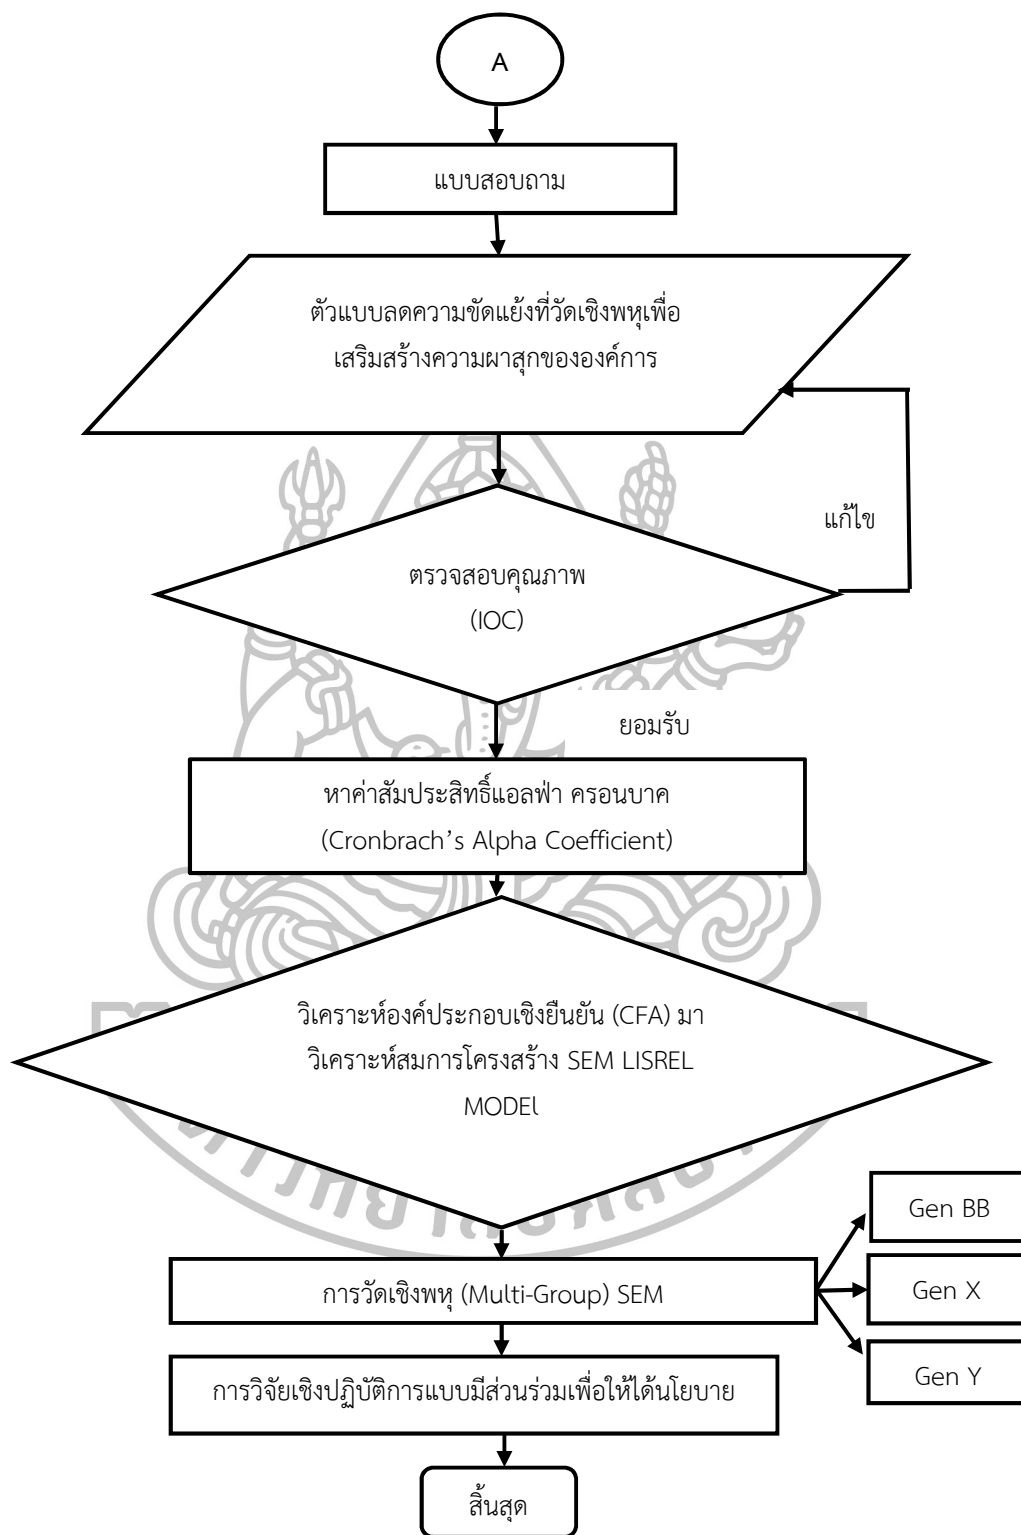 A
แบบสอบถาม
ตัวแบบลดความขัดแย้งที่วัดเชิงพหุเพื่อ
เสริมสร้างความผาสุกขององค์การ
แก้ไข
ตรวจสอบคุณภาพ
(IOC)
ยอมรับ
หาค่าสัมประสิทธิ์แอลฟ่า ครอนบาค
(Cronbrach’s Alpha Coefficient)
วิเคราะห์องค์ประกอบเชิงยืนยัน (CFA) มา
วิเคราะห์สมการโครงสร้าง SEM LISREL
MODEl
Gen BB
การวัดเชิงพหุ (Multi-Group) SEM
Gen X
Gen Y
การวิจัยเชิงปฏิบัติการแบบมีส่วนร่วมเพื่อให้ได้นโยบาย
สิ้นสุด